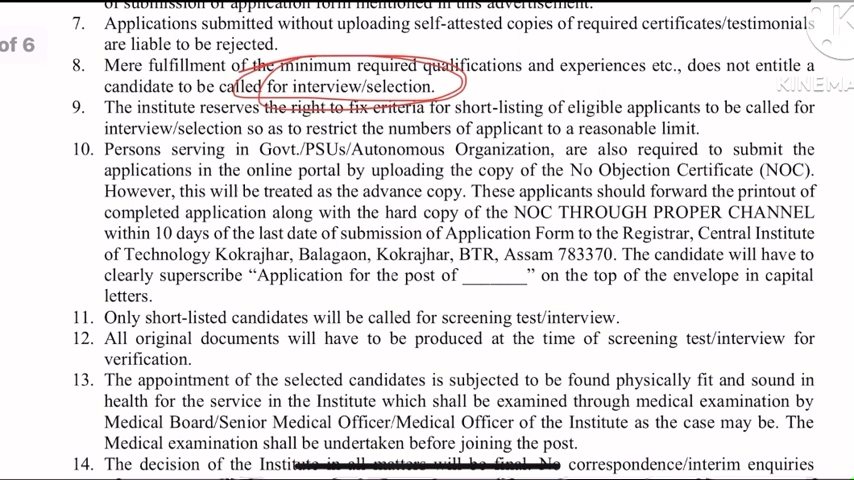 of submission of application form mentioned in this advertisement.
7. Applications submitted without uploading self-attested copies of required certificates/testimonials
are liable to be rejected.
of 6
8. Mere fulfillment of the minimum required qualifications and experiences etc., does not entitle a
candidate to be called for interview/selection.
KINEMA
9. The institute reserves the right to fix criteria for short-listing of eligible applicants to be called for
interview/selection so as to restrict the numbers of applicant to a reasonable limit.
10. Persons serving in Govt./PSUs/Autonomous Organization, are also required to submit the
applications in the online portal by uploading the copy of the No Objection Certificate (NOC).
However, this will be treated as the advance copy. These applicants should forward the printout of
completed application along with the hard copy of the NOC THROUGH PROPER CHANNEL
within 10 days of the last date of submission of Application Form to the Registrar, Central Institute
of Technology Kokrajhar, Balagaon, Kokrajhar, BTR, Assam 783370. The candidate will have to
clearly superscribe “Application for the post of _______” on the top of the envelope in capital
letters.
11. Only short-listed candidates will be called for screening test/interview.
12. All original documents will have to be produced at the time of screening test/interview for
verification.
13. The appointment of the selected candidates is subjected to be found physically fit and sound in
health for the service in the Institute which shall be examined through medical examination by
Medical Board/Senior Medical Officer/Medical Officer of the Institute as the case may be. The
Medical examination shall be undertaken before joining the post.
14. The decision of the Institute in all matters will be final. No correspondence/interim enquiries